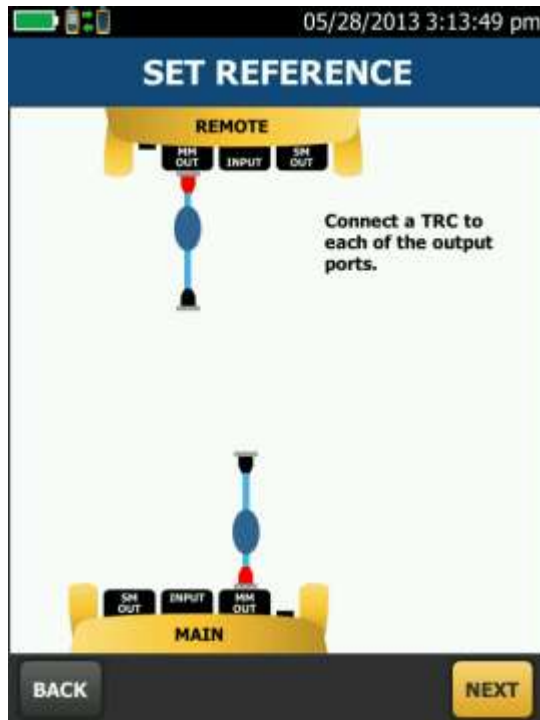 05/28/2013 3:13:49 pm
SET REFERENCE
REMOTE
MM
OUT
INPUT
SM
OUT
Connect a TRC to
each of the output
ports.
SM
OUT
INPUT
MM
OUT
MAIN
BACK
NEXT